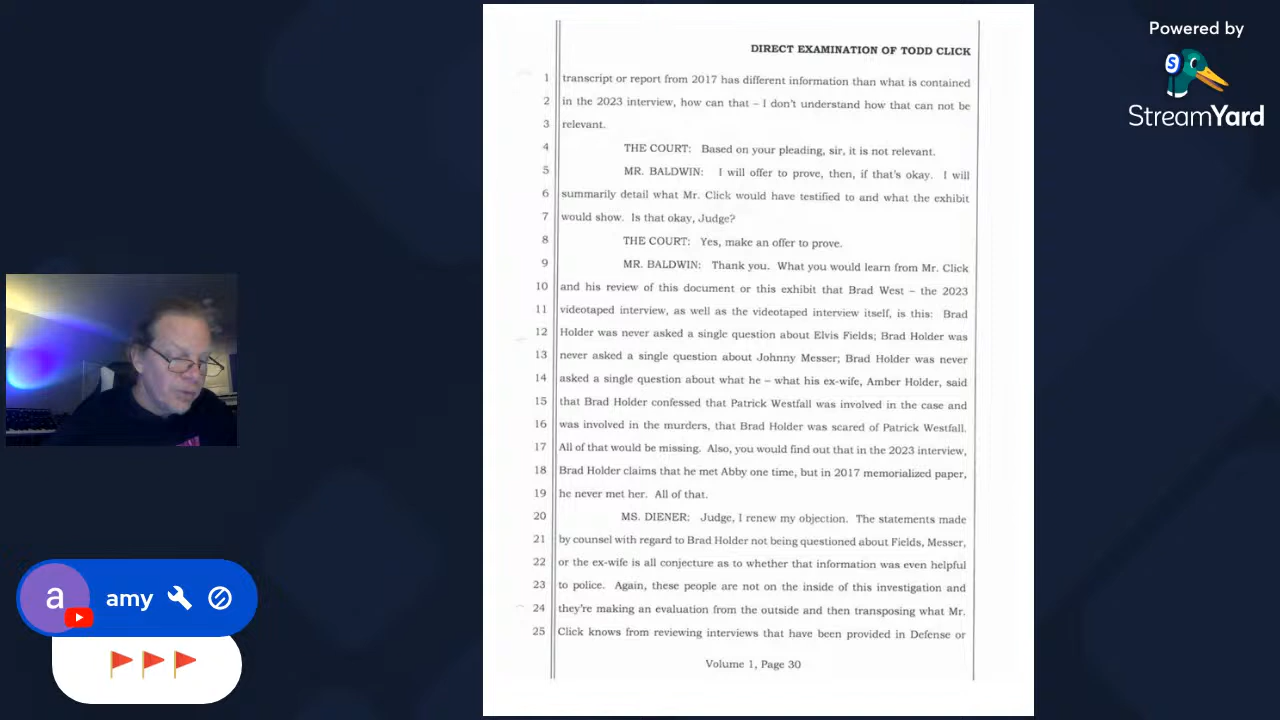 Powered by
StreamYard
DIRECT EXAMINATION OF TODD CLICK
1 transcript or report from 2017 has different information than what is contained
2 in the 2023 interview, how can that – I don't understand how that can not be
3 relevant.
4 THE COURT: Based on your pleading, sir, it is not relevant.
5 MR. BALDWIN: I will offer to prove, then, if that's okay. I will
6 summarily detail what Mr. Click would have testified to and what the exhibit
7 would show. Is that okay, Judge?
8 THE COURT: Yes, make an offer to prove.
9 MR. BALDWIN: Thank you. What you would learn from Mr. Click
10 and his review of this document or this exhibit that Brad West – the 2023
11 videotaped interview, as well as the videotaped interview itself, is this: Brad
12 Holder was never asked a single question about Elvis Fields; Brad Holder was
13 never asked a single question about Johnny Messer; Brad Holder was never
14 asked a single question about what he – what his ex-wife, Amber Holder, said
15 that Brad Holder confessed that Patrick Westfall was involved in the case and
16 was involved in the murders, that Brad Holder was scared of Patrick Westfall.
17 All of that would be missing. Also, you would find out that in the 2023 interview,
18 Brad Holder claims that he met Abby one time, but in 2017 memorialized paper,
19 he never met her. All of that.
20 MS. DIENER: Judge, I renew my objection. The statements made
21 by counsel with regard to Brad Holder not being questioned about Fields, Messer,
22 or the ex-wife is all conjecture as to whether that information was even helpful
23 to police. Again, these people are not on the inside of this investigation and
24 they're making an evaluation from the outside and then transposing what Mr.
25 Click knows from reviewing interviews that have been provided in Defense or
Volume 1, Page 30
a amy